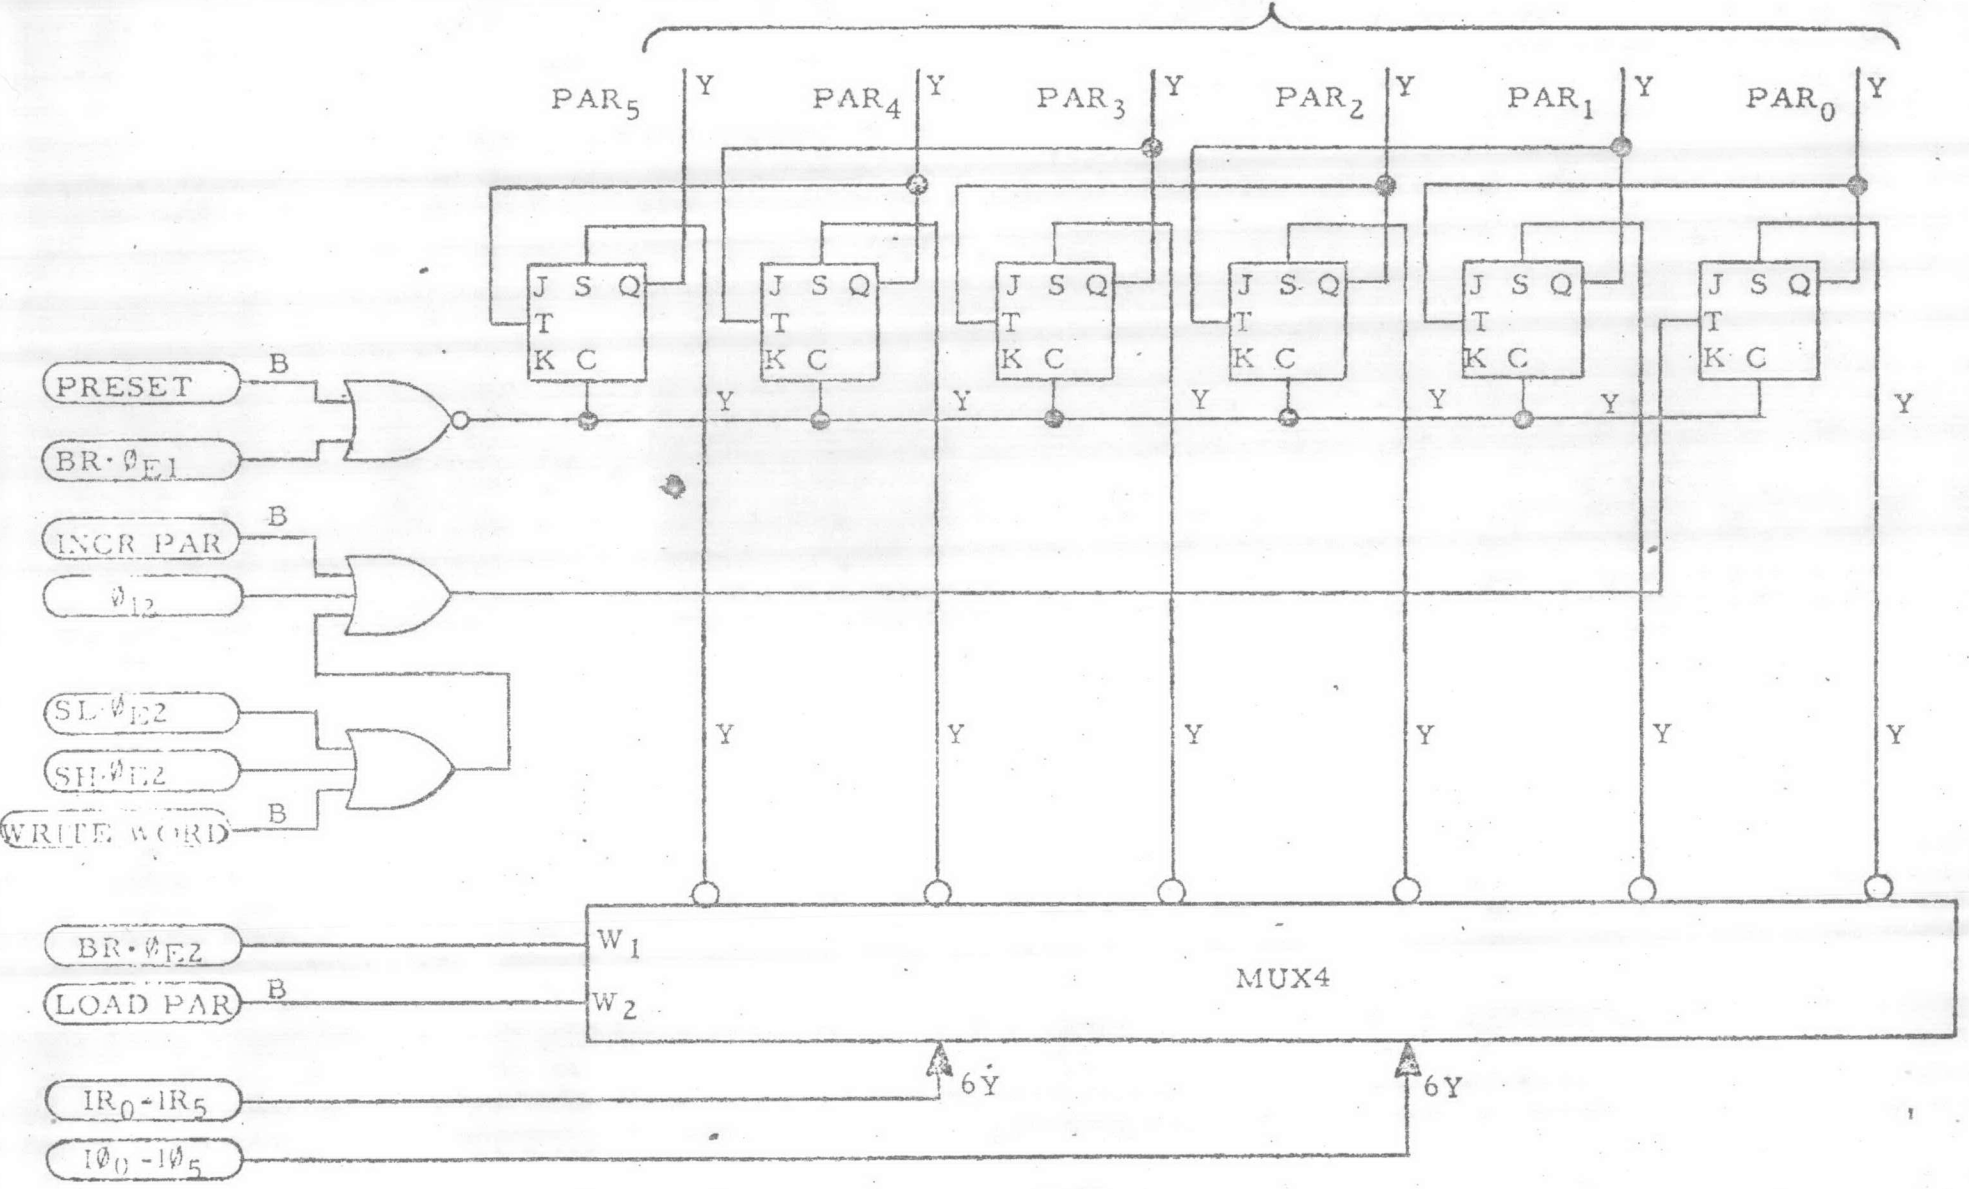 PAR5 Y PAR4 Y PAR3 Y PAR2 Y PAR1 Y PAR0 Y
J S Q J S Q J S Q J S Q J S Q J S Q
T T T T T T
K C K C K C K C K C K C
PRESET B
Y Y Y Y Y Y
BR·ØE1
INCR PAR B
ØI2
SL·ØE2
Y Y Y Y Y Y
SH·ØE2
WRITE WORD B
BR·ØE2 W1
MUX4
LOAD PAR B W2
6Y 6Y
IR0-IR5
IØ0-IØ5